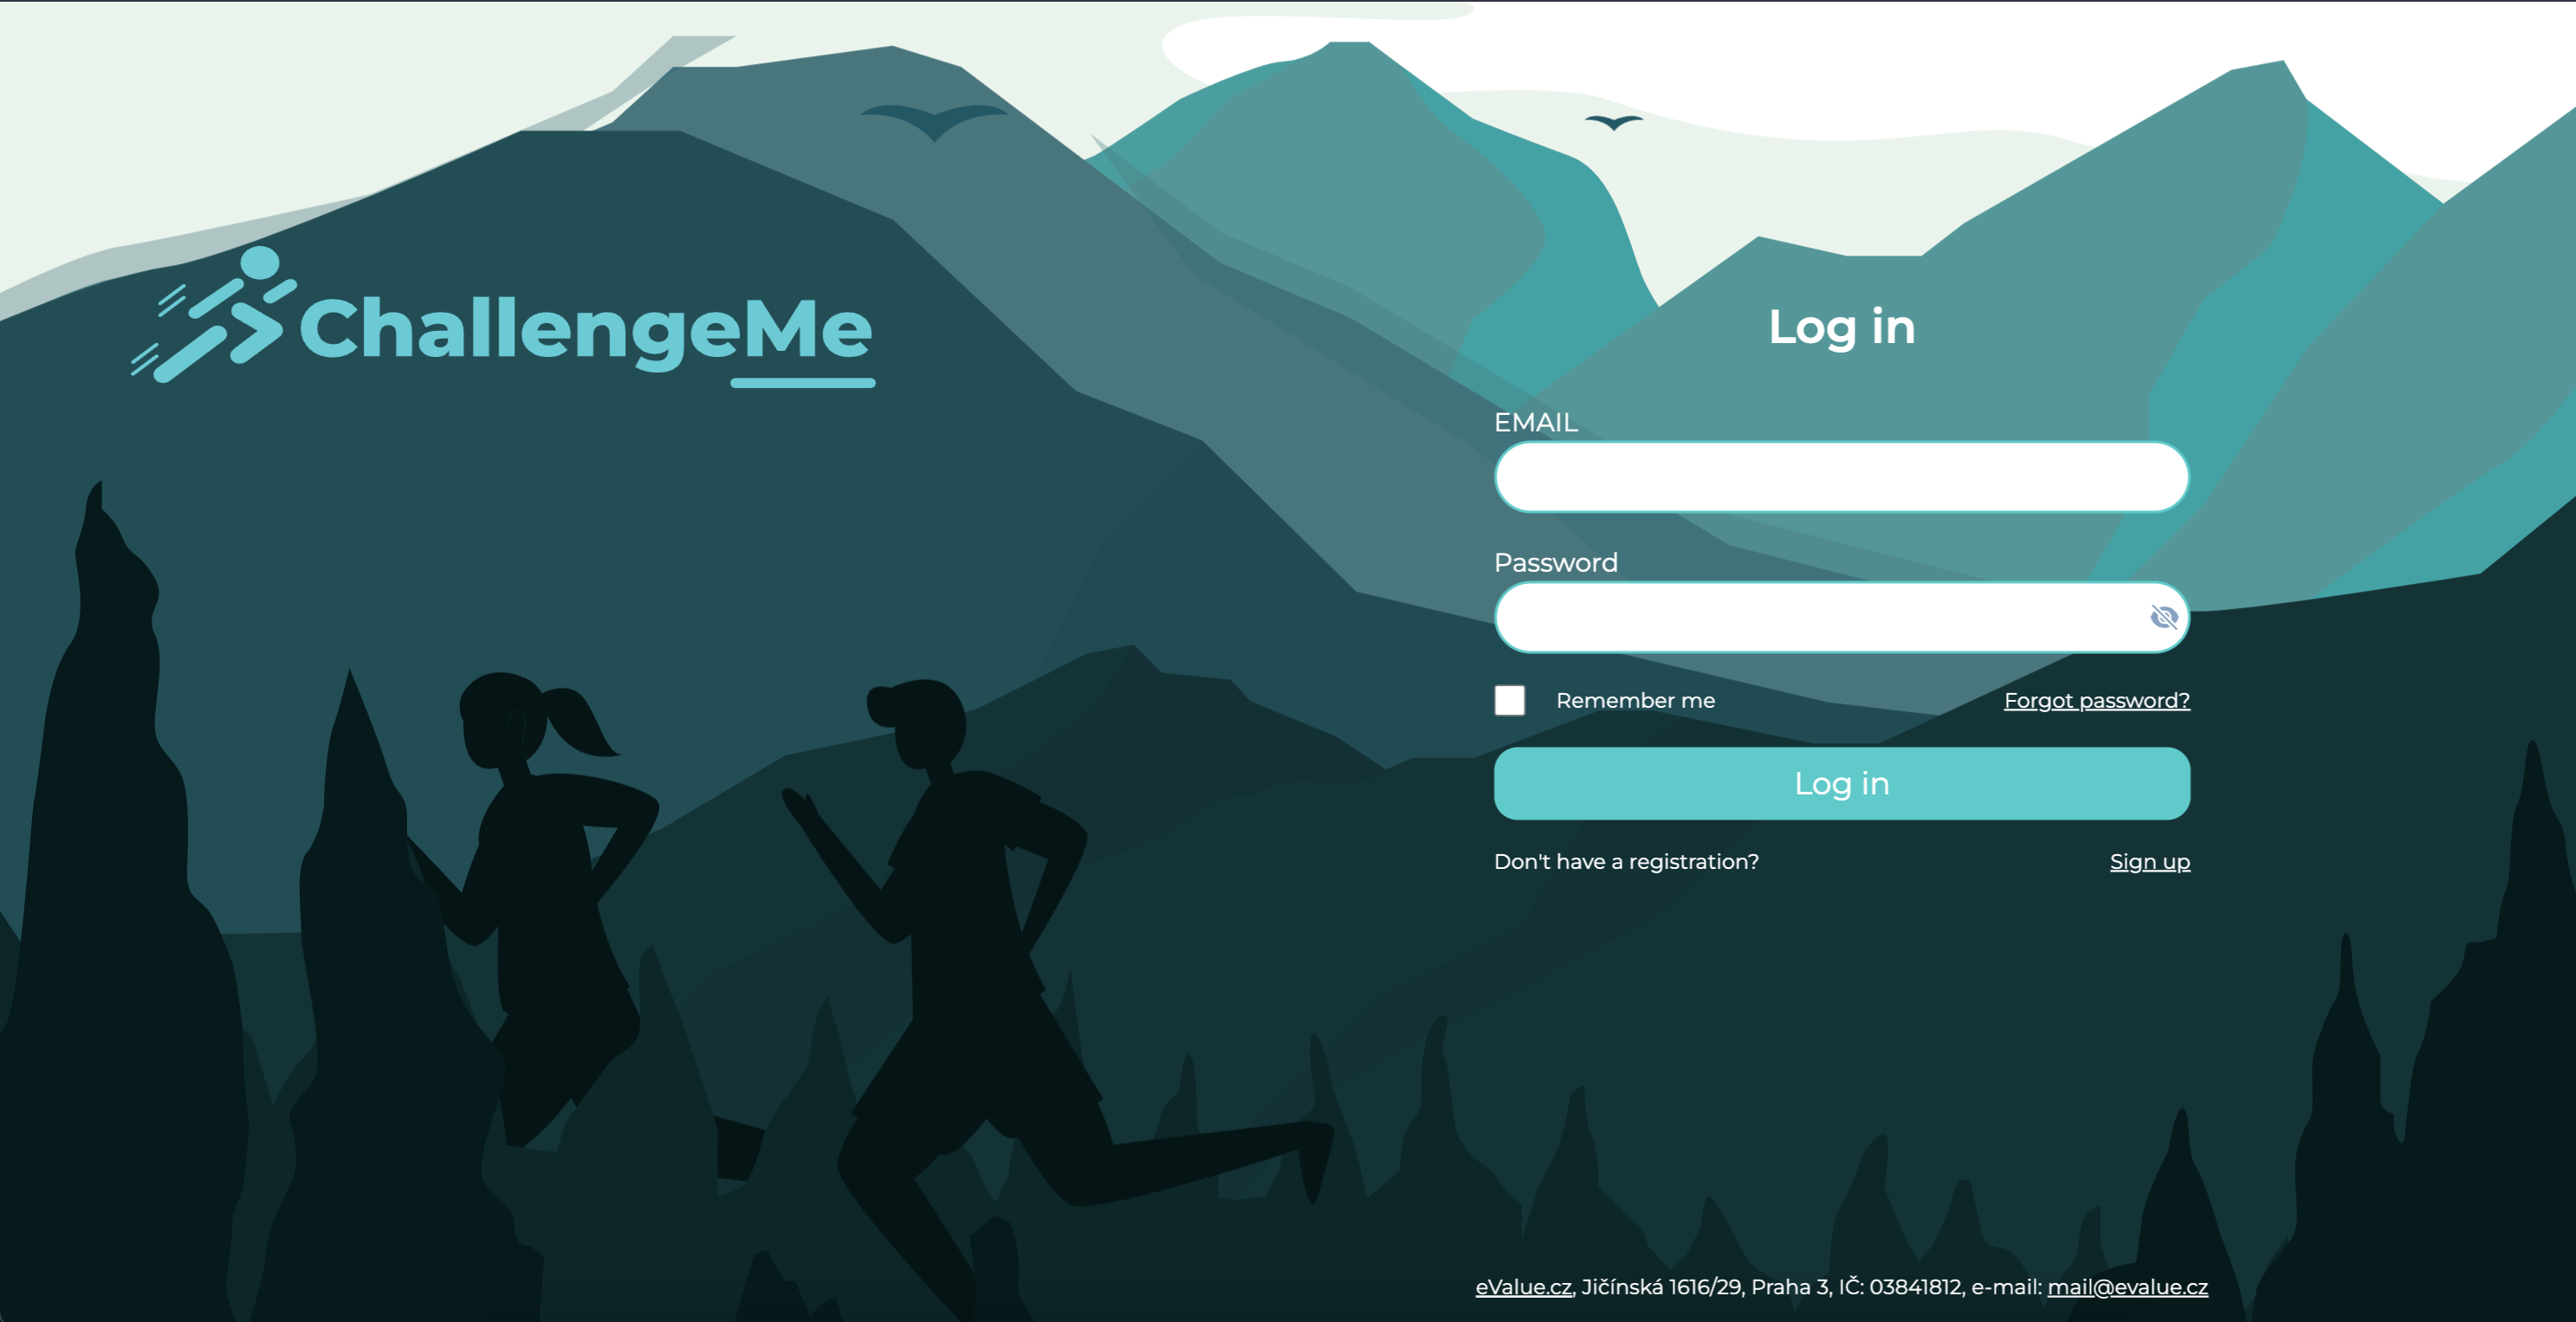 ChallengeMe
Log in
EMAIL
Password
Remember me
Forgot password?
Log in
Don't have a registration?
Sign up
eValue.cz, Jičínská 1616/29, Praha 3, IČ: 03841812, e-mail: mail@evalue.cz